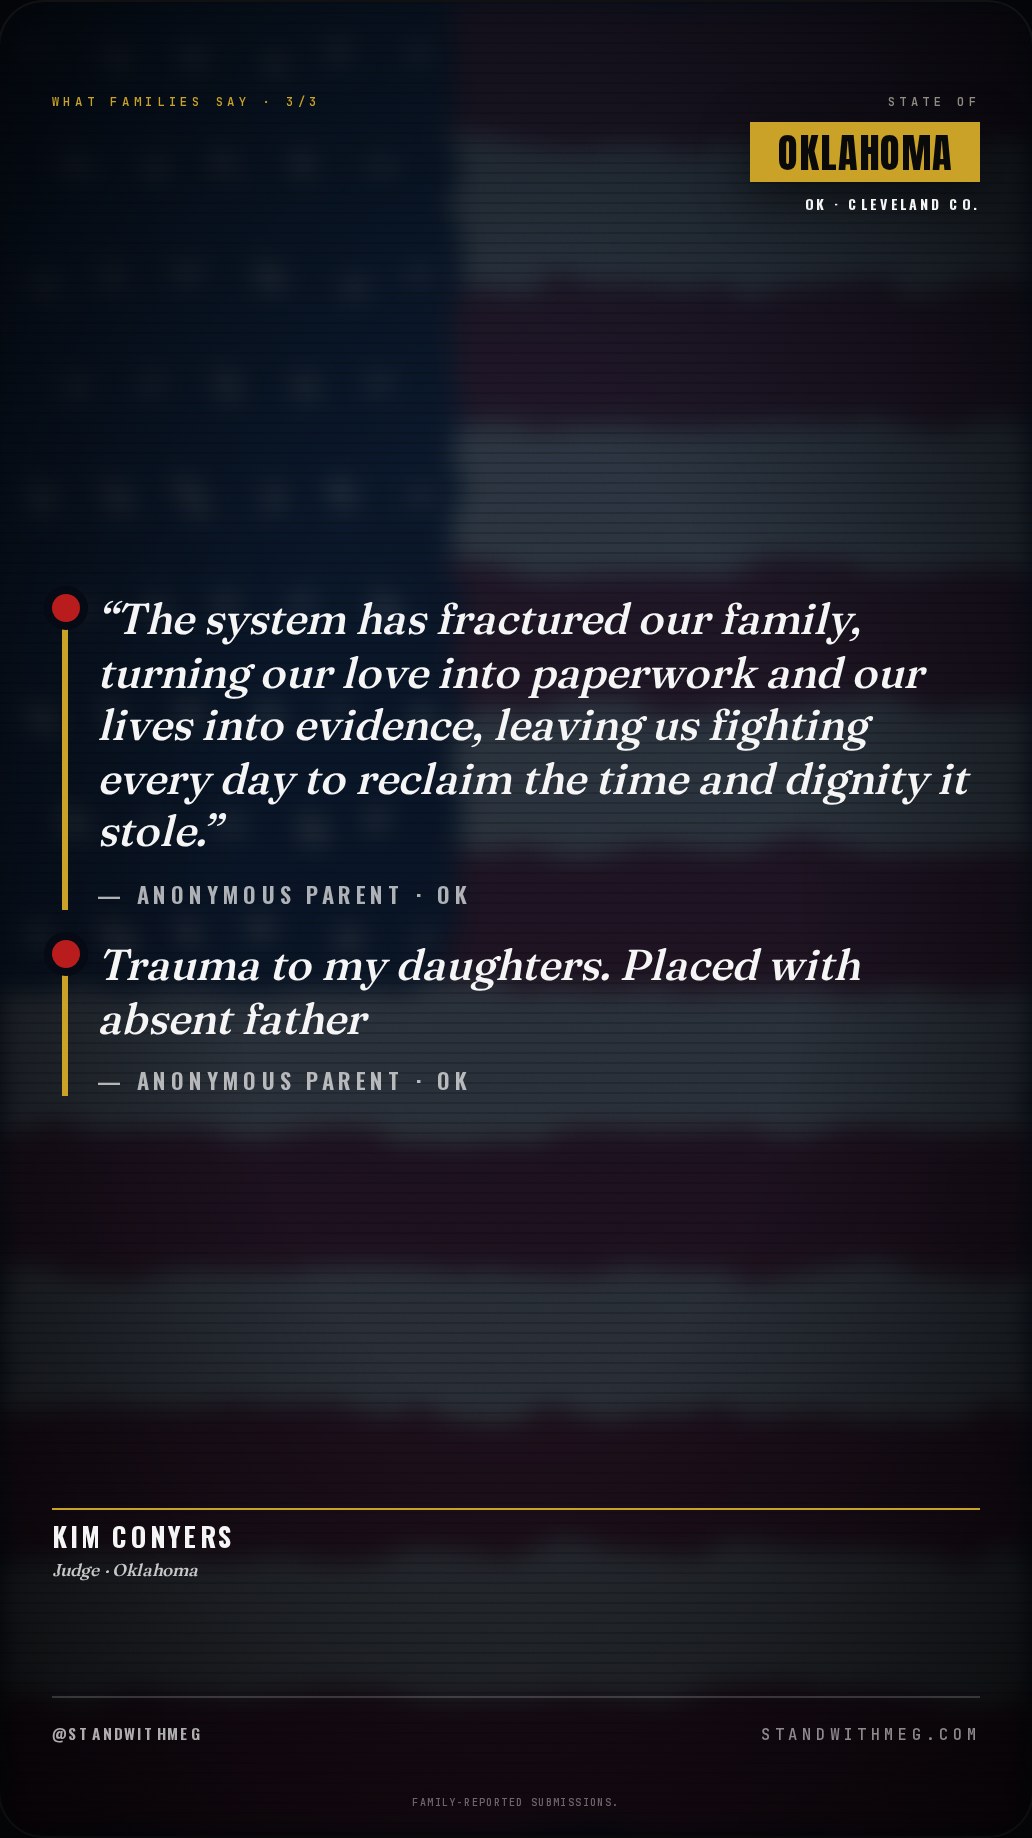 WHAT FAMILIES SAY · 3/3
STATE OF
OKLAHOMA
OK · CLEVELAND CO.
“The system has fractured our family,
turning our love into paperwork and our
lives into evidence, leaving us fighting
every day to reclaim the time and dignity it
stole.”
— ANONYMOUS PARENT · OK
Trauma to my daughters. Placed with
absent father
— ANONYMOUS PARENT · OK
KIM CONYERS
Judge · Oklahoma
@STANDWITHMEG
STANDWITHMEG.COM
FAMILY-REPORTED SUBMISSIONS.